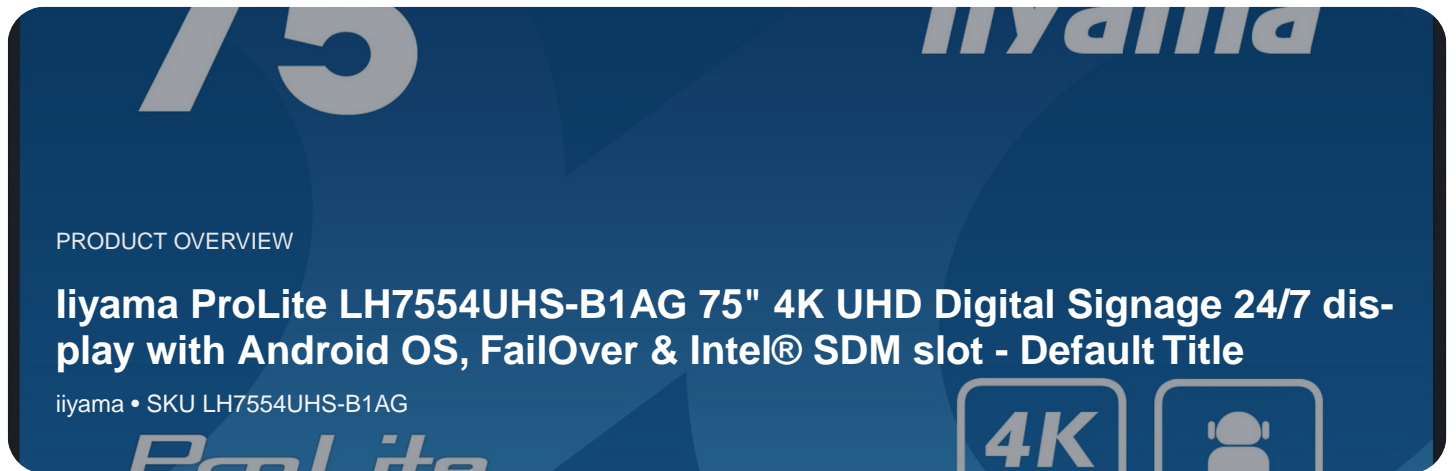 75
iiyama
PRODUCT OVERVIEW
Iiyama ProLite LH7554UHS-B1AG 75" 4K UHD Digital Signage 24/7 dis-
play with Android OS, FailOver & Intel® SDM slot - Default Title
iiyama • SKU LH7554UHS-B1AG
4K
ProLite